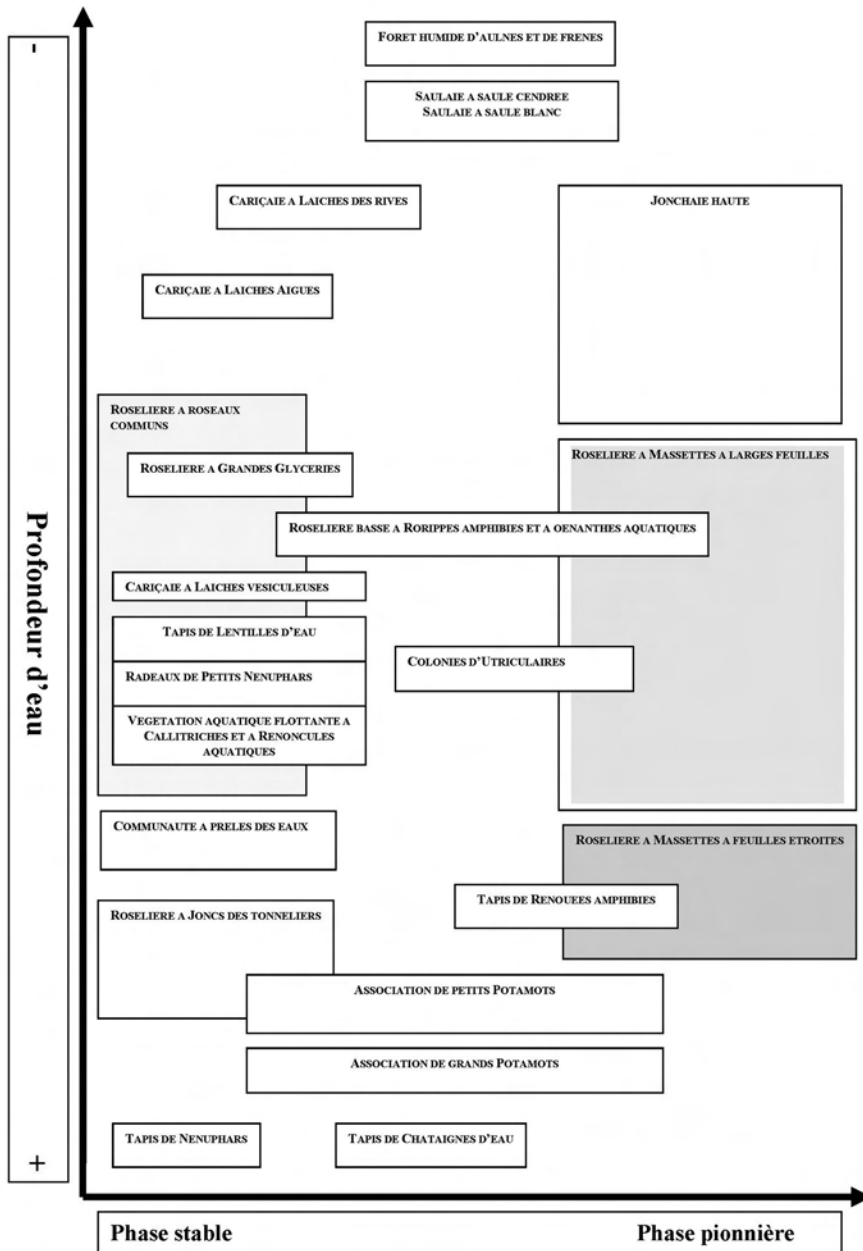 FORET HUMIDE D'AULNES ET DE FRENES
-
SAULAIE A SAULE CENDREE
SAULAIE A SAULE BLANC
CARIÇAIE A LAICHES DES RIVES
JONCHAIE HAUTE
CARIÇAIE A LAICHES AIGUES
ROSELIERE A ROSEAUX
COMMUNS
ROSELIERE A MASSETTES A LARGES FEUILLES
ROSELIERE A GRANDES GLYCERIES
ROSELIERE BASSE A RORIPPES AMPHIBIES ET A OENANTHES AQUATIQUES
Profondeur d'eau
CARIÇAIE A LAICHES VESICULEUSES
TAPIS DE LENTILLES D'EAU
COLONIES D'UTRICULAIRES
RADEAUX DE PETITS NENUPHARS
VEGETATION AQUATIQUE FLOTTANTE A
CALLITRICHES ET A RENONCULES
AQUATIQUES
COMMUNAUTE A PRELES DES EAUX
ROSELIERE A MASSETTES A FEUILLES ETROITES
TAPIS DE RENOUEES AMPHIBIES
ROSELIERE A JONCS DES TONNELIERS
ASSOCIATION DE PETITS POTAMOTS
ASSOCIATION DE GRANDS POTAMOTS
TAPIS DE NENUPHARS
TAPIS DE CHATAIGNES D'EAU
+
Phase stable
Phase pionnière